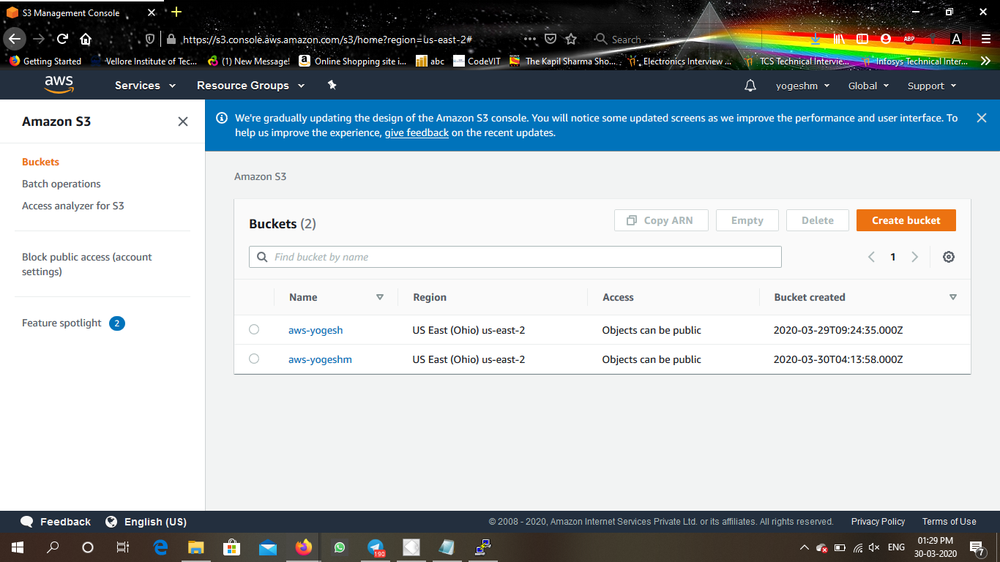 S3 Management Console
https://s3.console.aws.amazon.com/s3/home?region=us-east-2#
Search
ABP
A
Getting Started
Vellore Institute of Tec...
(1) New Message!
Online Shopping site i...
abc
CodeVIT
The Kapil Sharma Sho...
Electronics Interview ...
TCS Technical Intervie...
Infosys Technical Inter...
aws
Services
Resource Groups
yogeshm
Global
Support
Amazon S3
We're gradually updating the design of the Amazon S3 console. You will notice some updated screens as we improve the performance and user interface. To
help us improve the experience, give feedback on the recent updates.
Buckets
Batch operations
Access analyzer for S3
Block public access (account
settings)
Feature spotlight 2
Amazon S3
Buckets (2)
Copy ARN
Empty
Delete
Create bucket
Find bucket by name
1
Name
Region
Access
Bucket created
aws-yogesh US East (Ohio) us-east-2 Objects can be public 2020-03-29T09:24:35.000Z
aws-yogeshm US East (Ohio) us-east-2 Objects can be public 2020-03-30T04:13:58.000Z
Feedback
English (US)
© 2008 - 2020, Amazon Internet Services Private Ltd. or its affiliates. All rights reserved.
Privacy Policy
Terms of Use
190
ENG
01:29 PM
30-03-2020
7